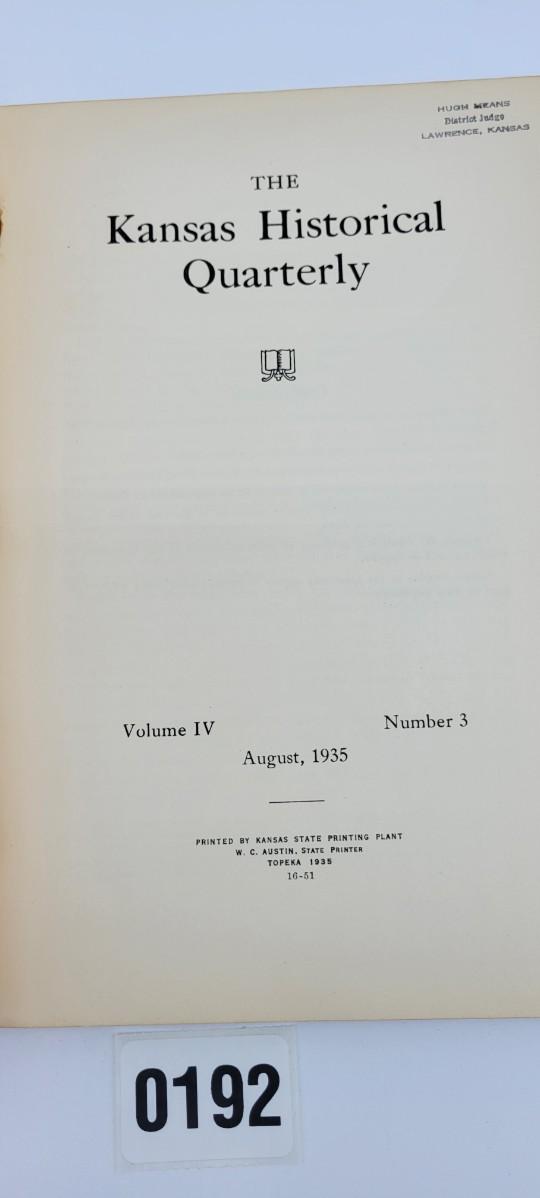 HUGH MEANS
District Judge
LAWRENCE, KANSAS
THE
Kansas Historical
Quarterly
Volume IV
Number 3
August, 1935
PRINTED BY KANSAS STATE PRINTING PLANT
W. C. AUSTIN, STATE PRINTER
TOPEKA 1935
16-51
0192